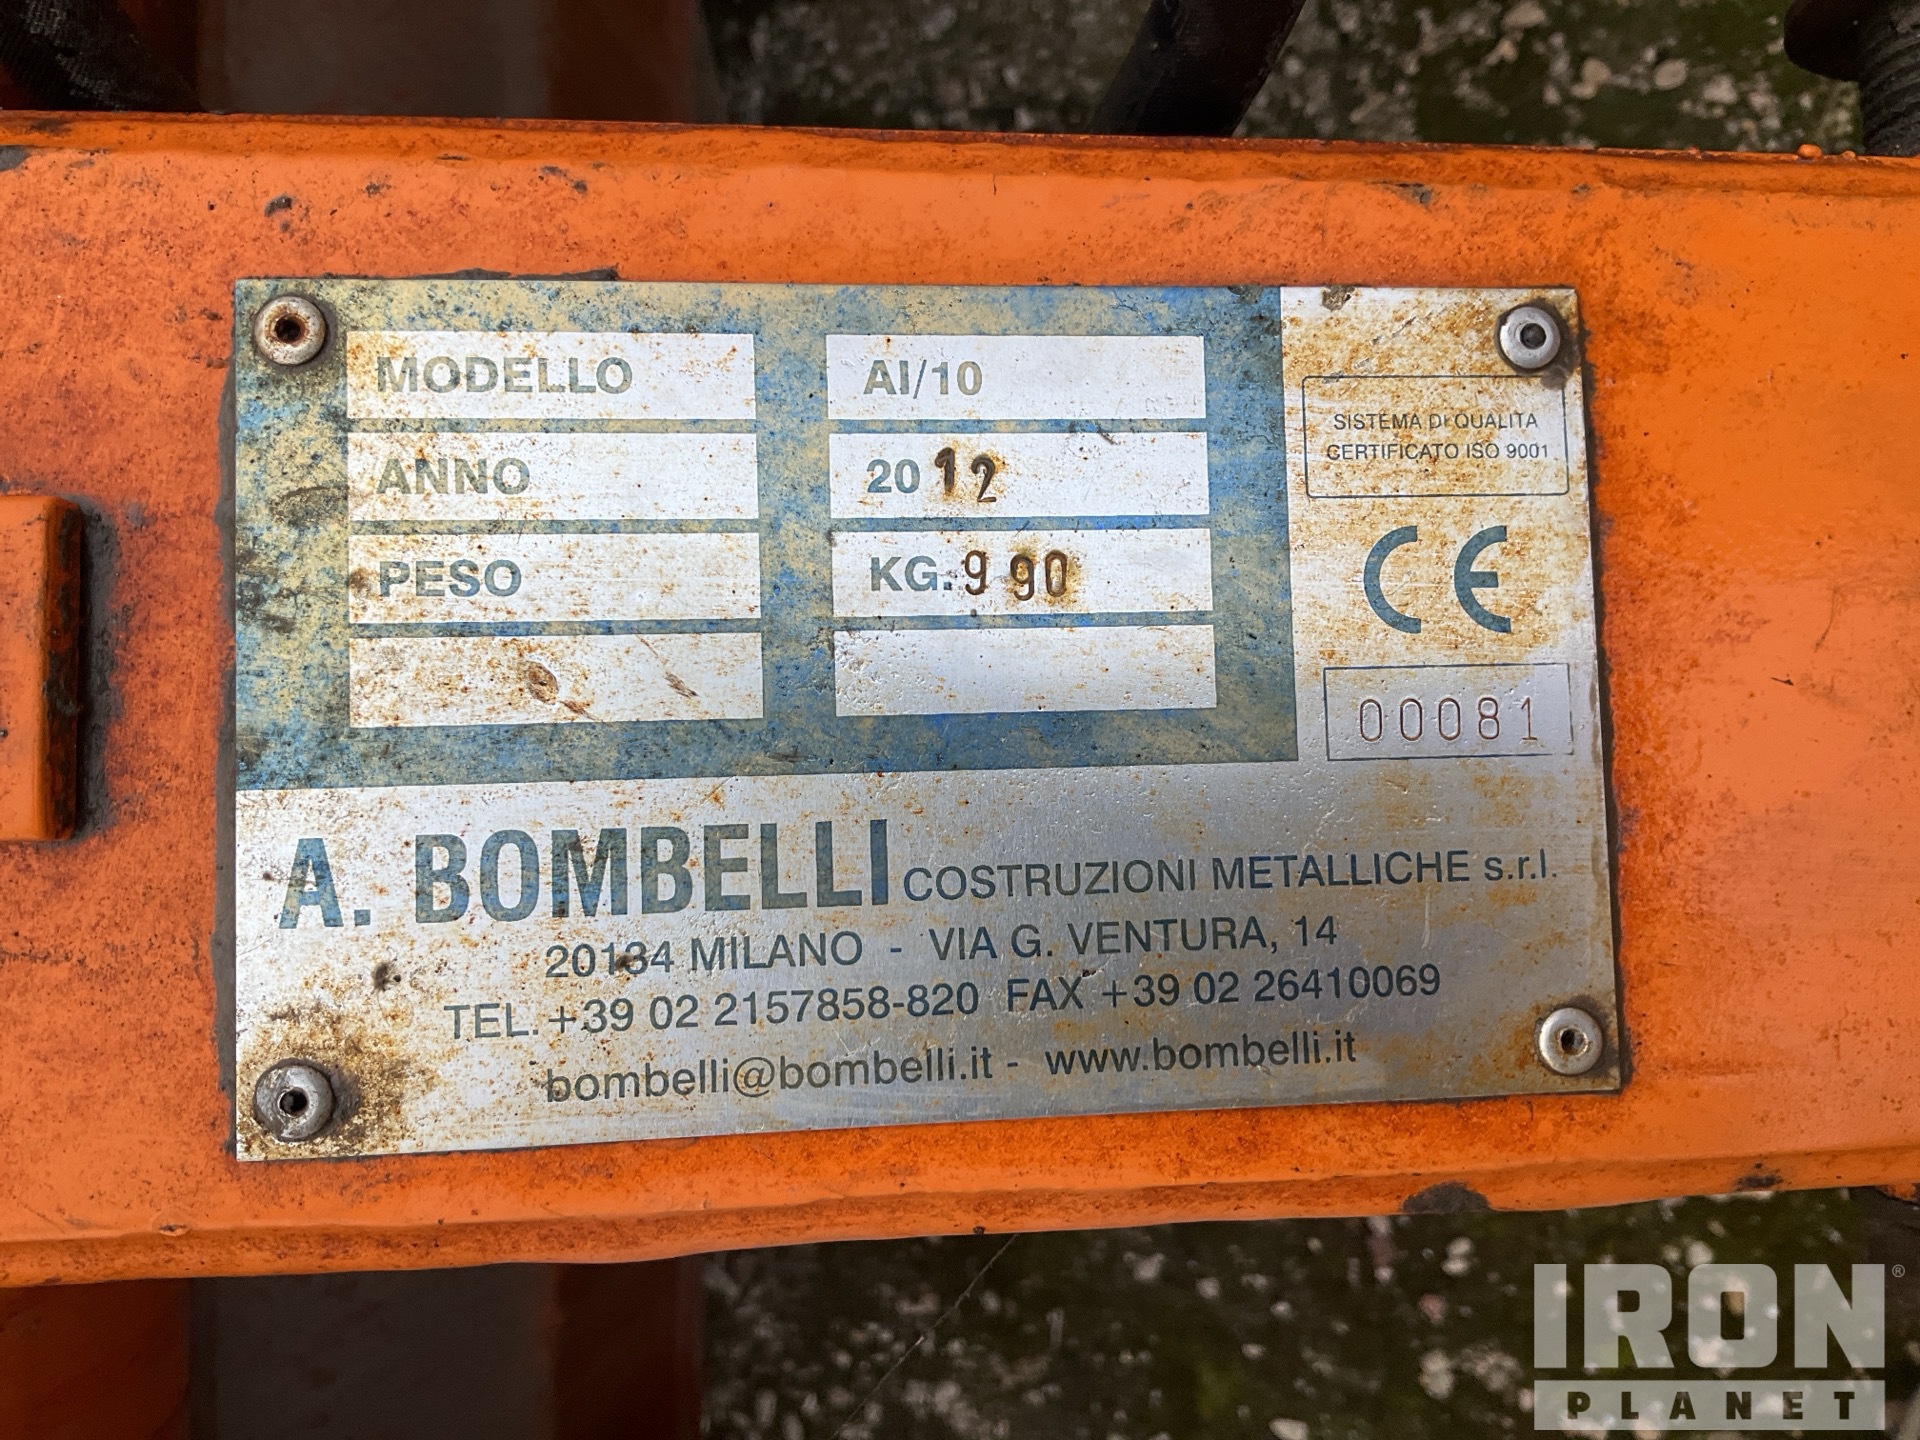 MODELLO AI/10
ANNO 2012
PESO KG. 990
SISTEMA DI QUALITA
CERTIFICATO ISO 9001
CE
00081
A. BOMBELLI COSTRUZIONI METALLICHE s.r.l.
20134 MILANO - VIA G. VENTURA, 14
TEL. +39 02 2157858-820 FAX +39 02 26410069
bombelli@bombelli.it - www.bombelli.it
IRON ®
PLANET